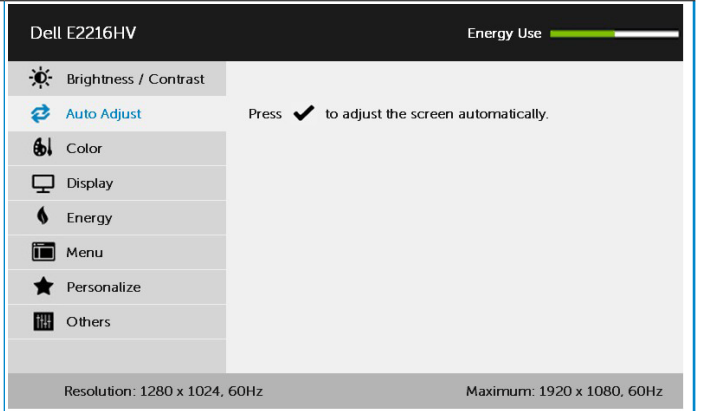 Dell E2216HV
Energy Use
Brightness / Contrast
Auto Adjust
Press ✔ to adjust the screen automatically.
Color
Display
Energy
Menu
Personalize
Others
Resolution: 1280 x 1024, 60Hz
Maximum: 1920 x 1080, 60Hz